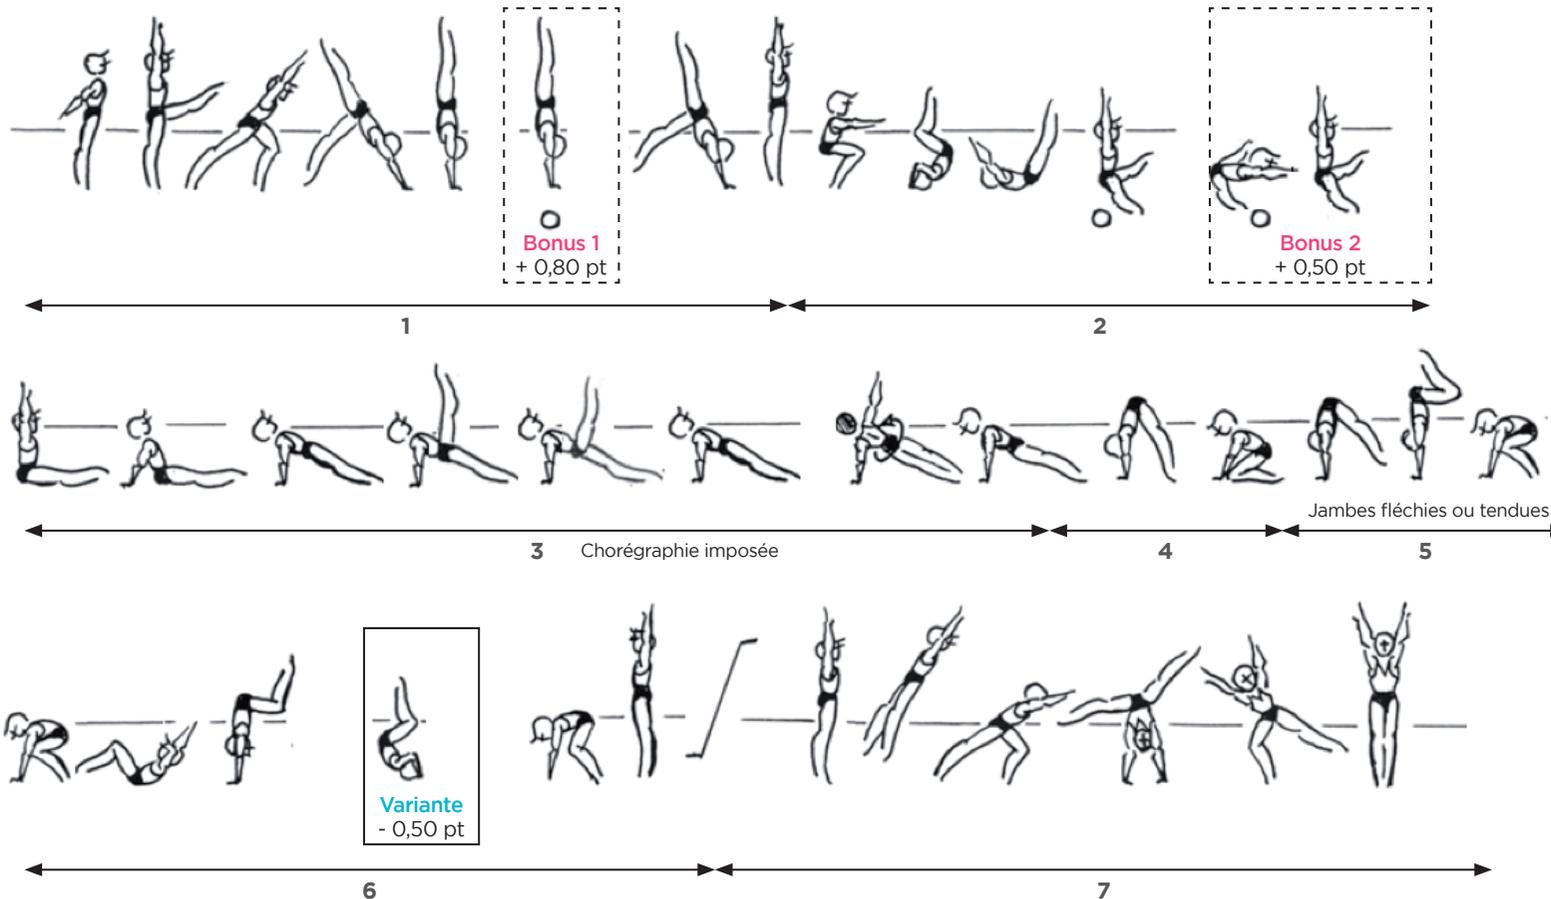 Bonus 1
+ 0,80 pt
Bonus 2
+ 0,50 pt
1
2
Jambes fléchies ou tendues
3 Chorégraphie imposée
4
5
Variante
- 0,50 pt
6
7